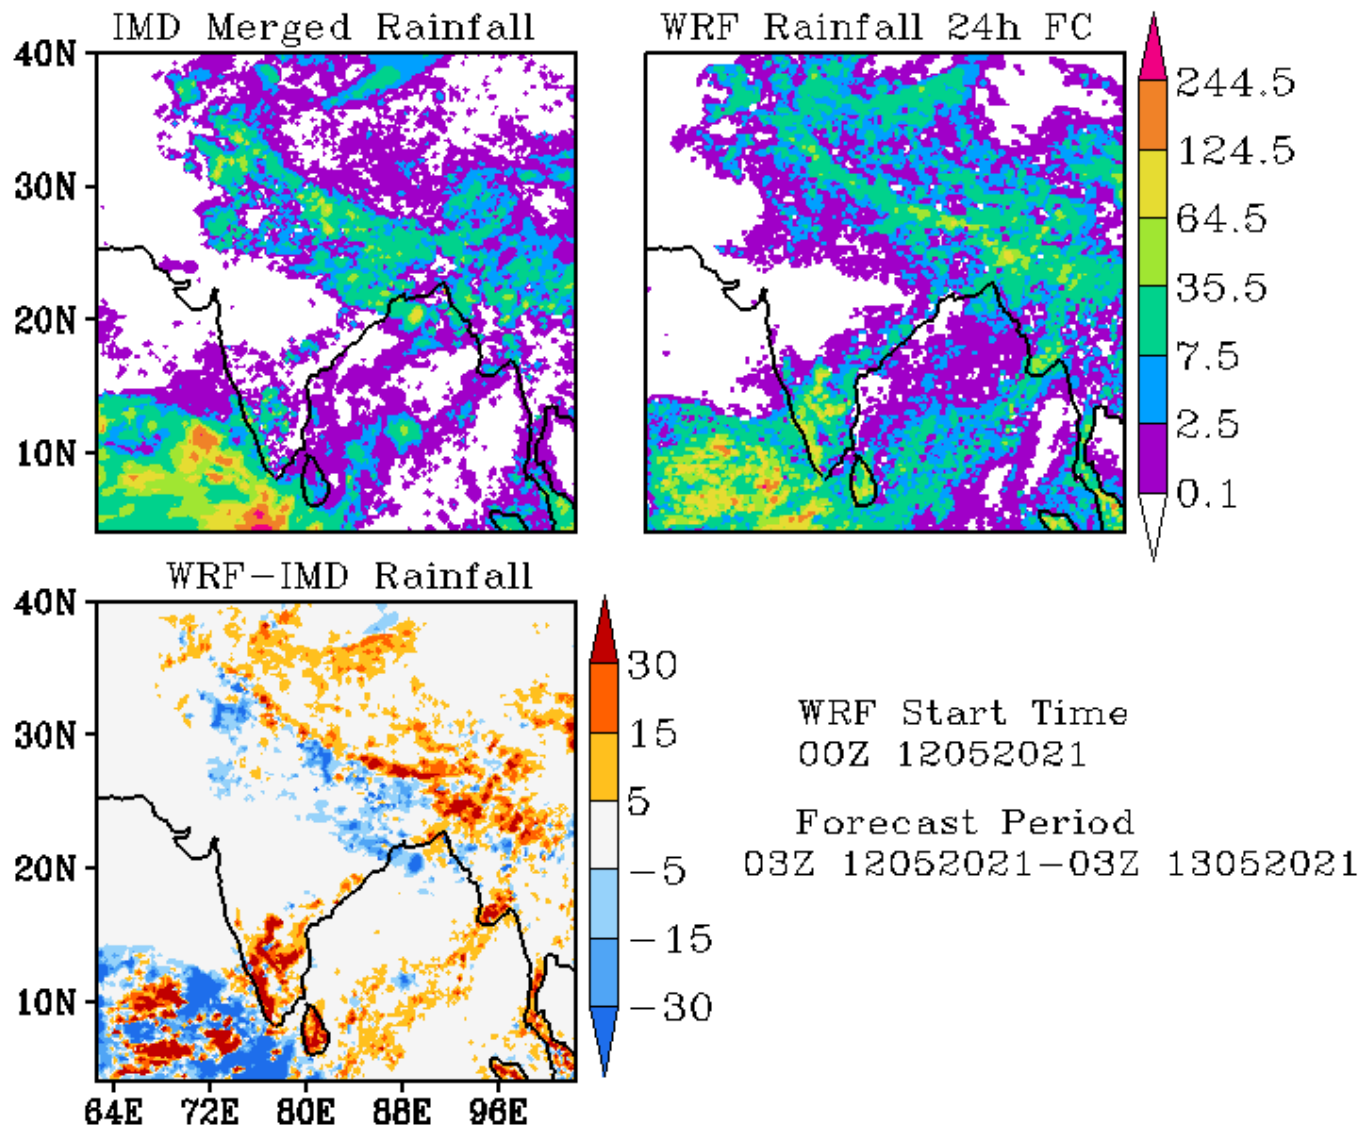 IMD Merged Rainfall
WRF Rainfall 24h FC
40N
30N
20N
10N
244.5
124.5
64.5
35.5
7.5
2.5
0.1
WRF-IMD Rainfall
40N
30N
20N
10N
64E 72E 80E 88E 96E
30
15
5
-5
-15
-30
WRF Start Time
00Z 12052021
Forecast Period
03Z 12052021-03Z 13052021